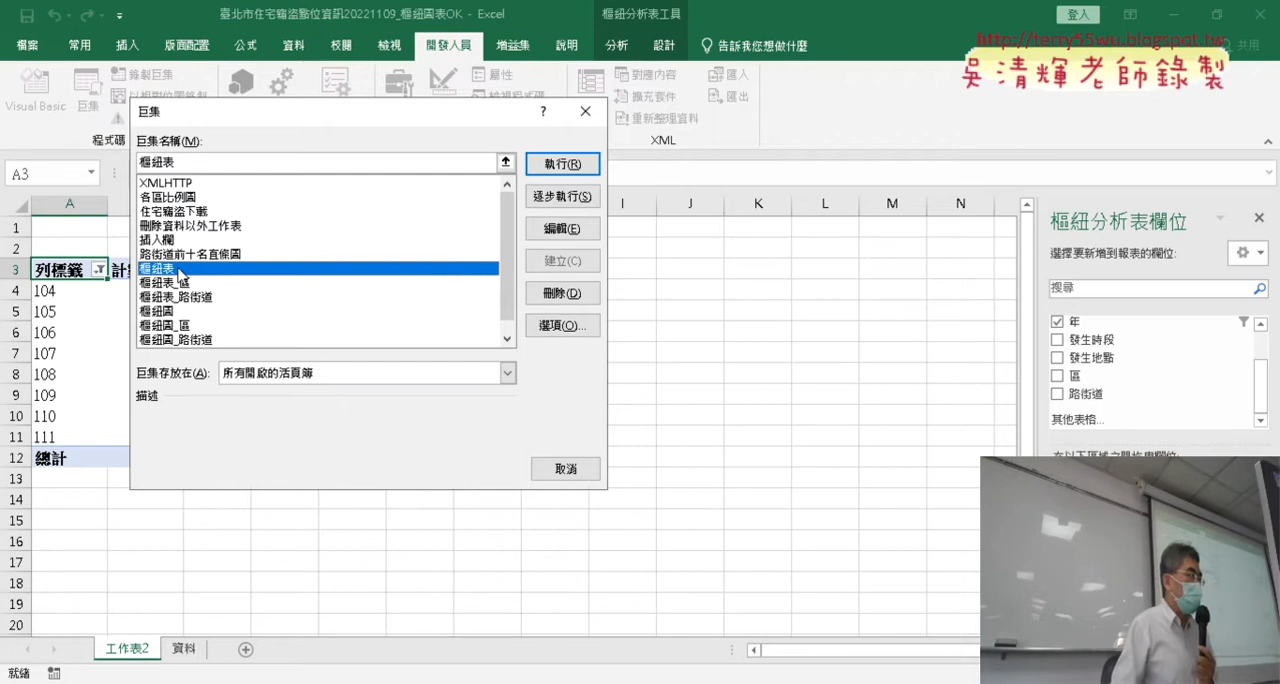 臺北市住宅竊盜點位資訊20221109_樞紐圖表OK - Excel
樞紐分析表工具
登入
檔案 常用 插入 版面配置 公式 資料 校閱 檢視 開發人員 增益集 說明 分析 設計 告訴我您想做什麼 共用
http://terry55wu.blogspot.tw
吳清輝老師錄製
錄製巨集
屬性
對應內容
匯入
Visual Basic
巨集
擴充套件
匯出
重新整理資料
程式碼
XML
巨集
? ×
巨集名稱(M):
樞紐表
執行(R)
XMLHTTP
各區比例圖
逐步執行(S)
住宅竊盜下載
刪除資料以外工作表
編輯(E)
插入欄
路街道前十名直條圖
建立(C)
樞紐表
樞紐表_區
刪除(D)
樞紐表_路街道
樞紐圖
選項(O)...
樞紐圖_區
樞紐圖_路街道
巨集存放在(A): 所有開啟的活頁簿
描述
取消
A3
A I J K L M N
1
2
3 列標籤 計數
4 104
5 105
6 106
7 107
8 108
9 109
10 110
11 111
12 總計
13
14
15
16
17
18
19
20
樞紐分析表欄位
選擇要新增到報表的欄位:
搜尋
年
發生時段
發生地點
區
路街道
其他表格...
工作表2 資料
就緒